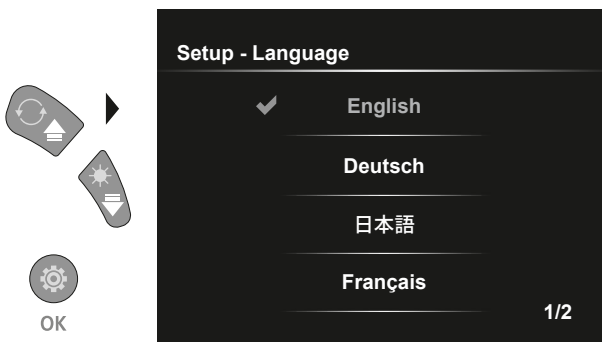 Setup - Language
English
Deutsch
日本語
Français
1/2
OK